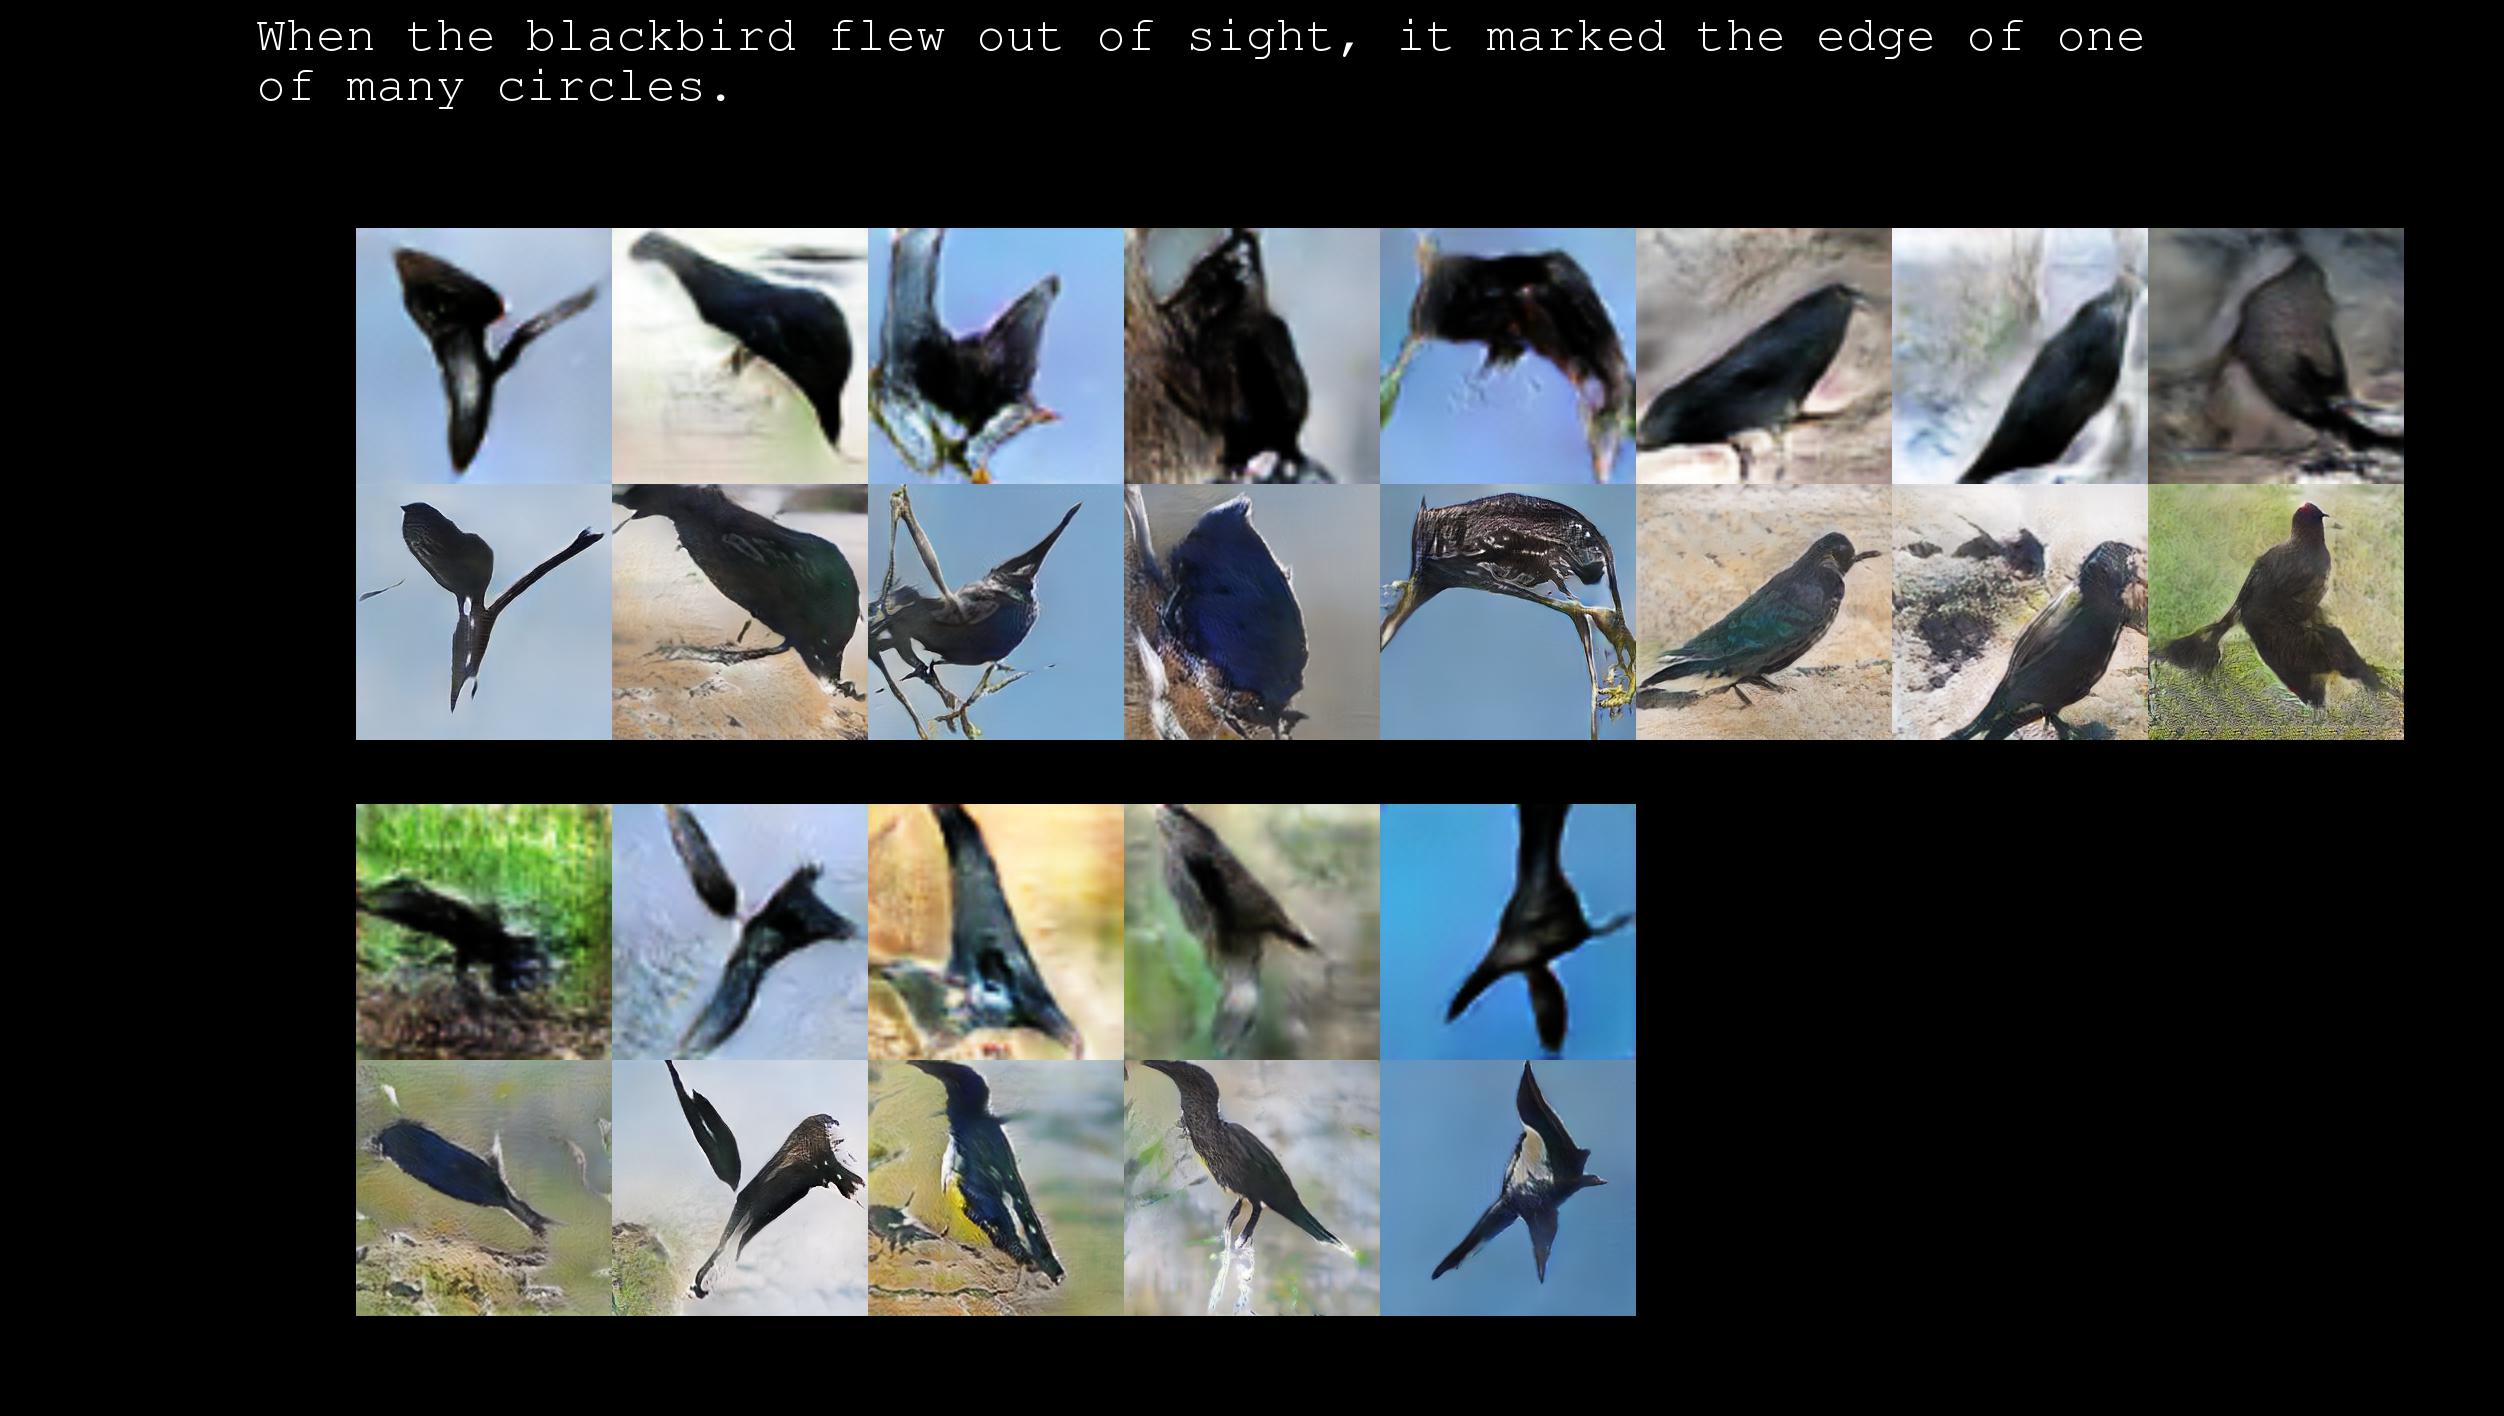 When the blackbird flew out of sight, it marked the edge of one
of many circles.